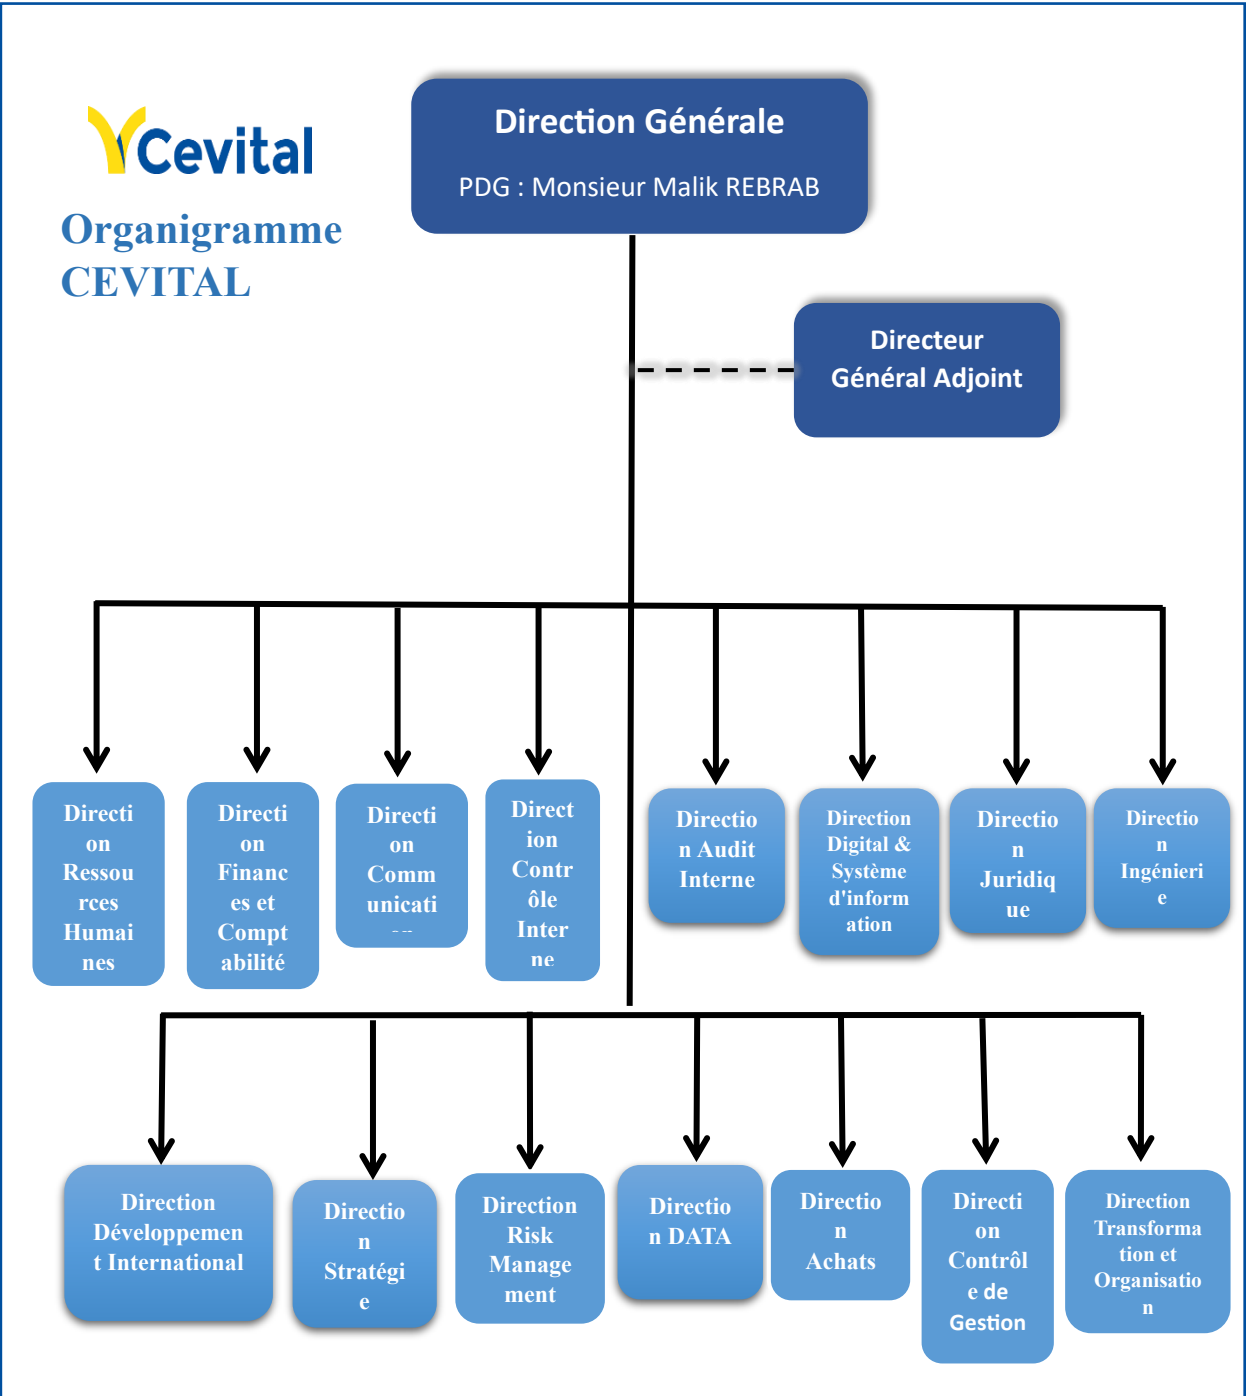 Cevital
Organigramme
CEVITAL
Direction Générale
PDG : Monsieur Malik REBRAB
Directeur
Général Adjoint
Directi
on
Ressou
rces
Humai
nes
Directi
on
Financ
es et
Compt
abilité
Directi
on
Comm
unicati
Direct
ion
Contr
ôle
Inter
ne
Directio
n Audit
Interne
Direction
Digital &
Système
d'inform
ation
Directio
n
Juridiq
ue
Directio
n
Ingénieri
e
Direction
Développemen
t International
Directio
n
Stratégi
e
Direction
Risk
Manage
ment
Directio
n DATA
Directio
n
Achats
Directi
on
Contrôl
e de
Gestion
Direction
Transforma
tion et
Organisatio
n